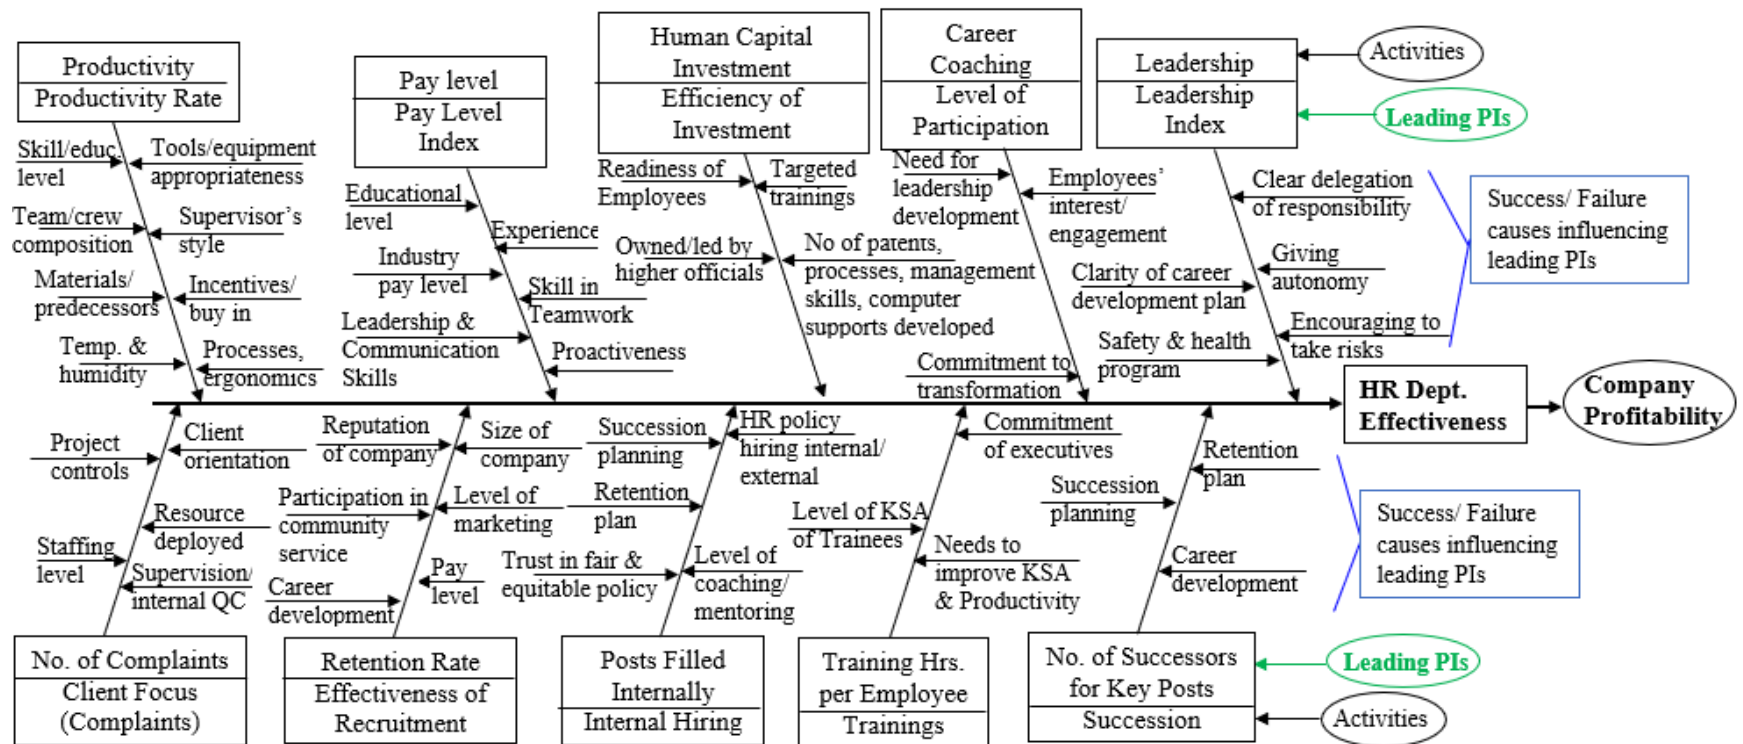 Productivity
Productivity Rate
Pay level
Pay Level
Index
Human Capital
Investment
Efficiency of
Investment
Career
Coaching
Level of
Participation
Leadership
Leadership
Index
Activities
Leading PIs
Skill/educ.
level
Tools/equipment
appropriateness
Team/crew
composition
Supervisor's
style
Materials/
predecessors
Incentives/
buy in
Temp. &
humidity
Processes,
ergonomics
Educational
level
Experience
Industry
pay level
Skill in
Teamwork
Leadership &
Communication
Skills
Proactiveness
Readiness of
Employees
Targeted
trainings
Owned/led by
higher officials
No of patents,
processes, management
skills, computer
supports developed
Need for
leadership
development
Employees'
interest/
engagement
Clarity of career
development plan
Commitment to
transformation
Clear delegation
of responsibility
Giving
autonomy
Encouraging to
take risks
Safety & health
program
Success/ Failure
causes influencing
leading PIs
HR Dept.
Effectiveness
Company
Profitability
Project
controls
Client
orientation
Resource
deployed
Staffing
level
Supervision/
internal QC
Reputation
of company
Size of
company
Participation in
community
service
Level of
marketing
Career
development
Pay
level
Succession
planning
HR policy
hiring internal/
external
Retention
plan
Trust in fair &
equitable policy
Level of
coaching/
mentoring
Commitment
of executives
Level of KSA
of Trainees
Needs to
improve KSA
& Productivity
Retention
plan
Succession
planning
Career
development
Success/ Failure
causes influencing
leading PIs
No. of Complaints
Client Focus
(Complaints)
Retention Rate
Effectiveness of
Recruitment
Posts Filled
Internally
Internal Hiring
Training Hrs.
per Employee
Trainings
No. of Successors
for Key Posts
Succession
Leading PIs
Activities